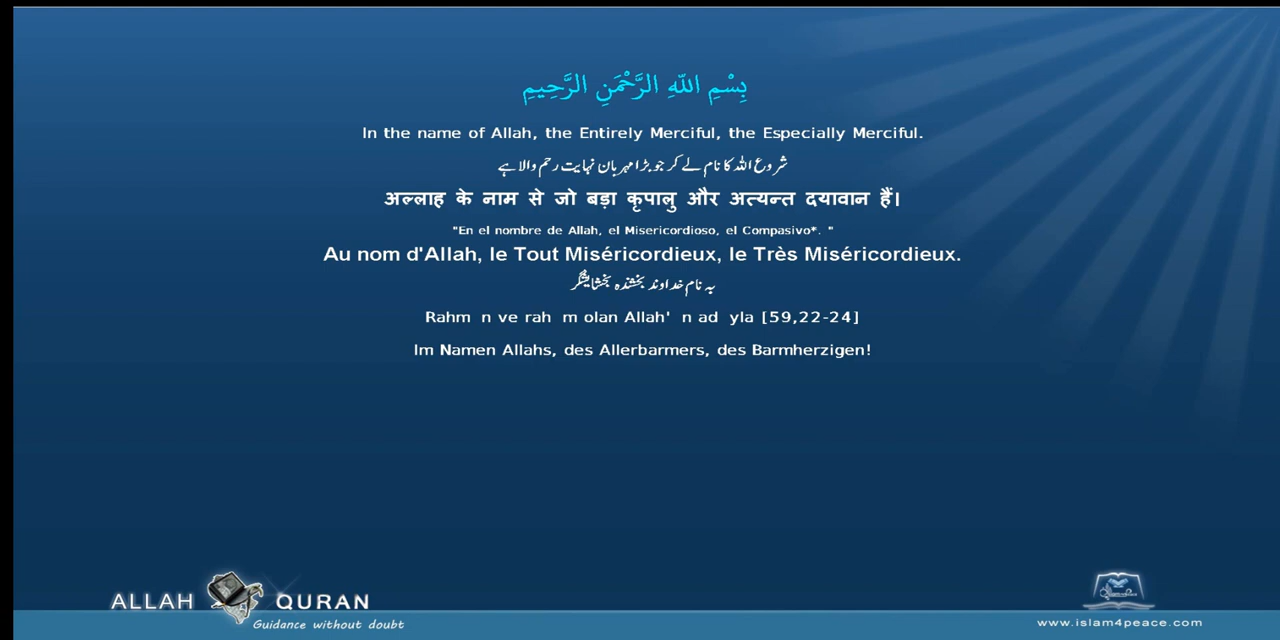 بِسْمِ اللَّهِ الرَّحْمَنِ الرَّحِيمِ
In the name of Allah, the Entirely Merciful, the Especially Merciful.
شروع الله کا نام لے کر جو بڑا مہربان نہایت رحم والا ہے
अल्लाह के नाम से जो बड़ा कृपालु और अत्यन्त दयावान हैं।
"En el nombre de Allah, el Misericordioso, el Compasivo*. "
Au nom d'Allah, le Tout Miséricordieux, le Très Miséricordieux.
به نام خداوند بخشنده بخشایشگر
Rahm n ve rah m olan Allah' n ad yla [59,22-24]
Im Namen Allahs, des Allerbarmers, des Barmherzigen!
ALLAH QURAN
Guidance without doubt
www.islam4peace.com